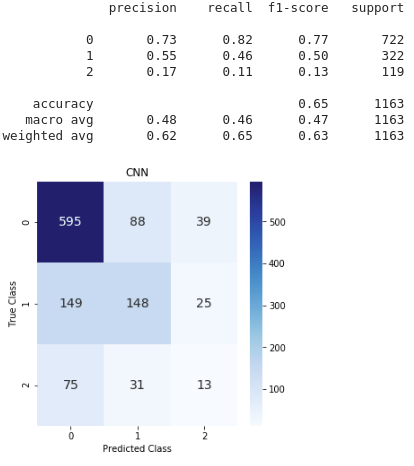 precision recall f1-score support
0 0.73 0.82 0.77 722
1 0.55 0.46 0.50 322
2 0.17 0.11 0.13 119
accuracy 0.65 1163
macro avg 0.48 0.46 0.47 1163
weighted avg 0.62 0.65 0.63 1163
CNN
0 595 88 39
1 149 148 25
2 75 31 13
0 1 2
True Class
Predicted Class
500
400
300
200
100